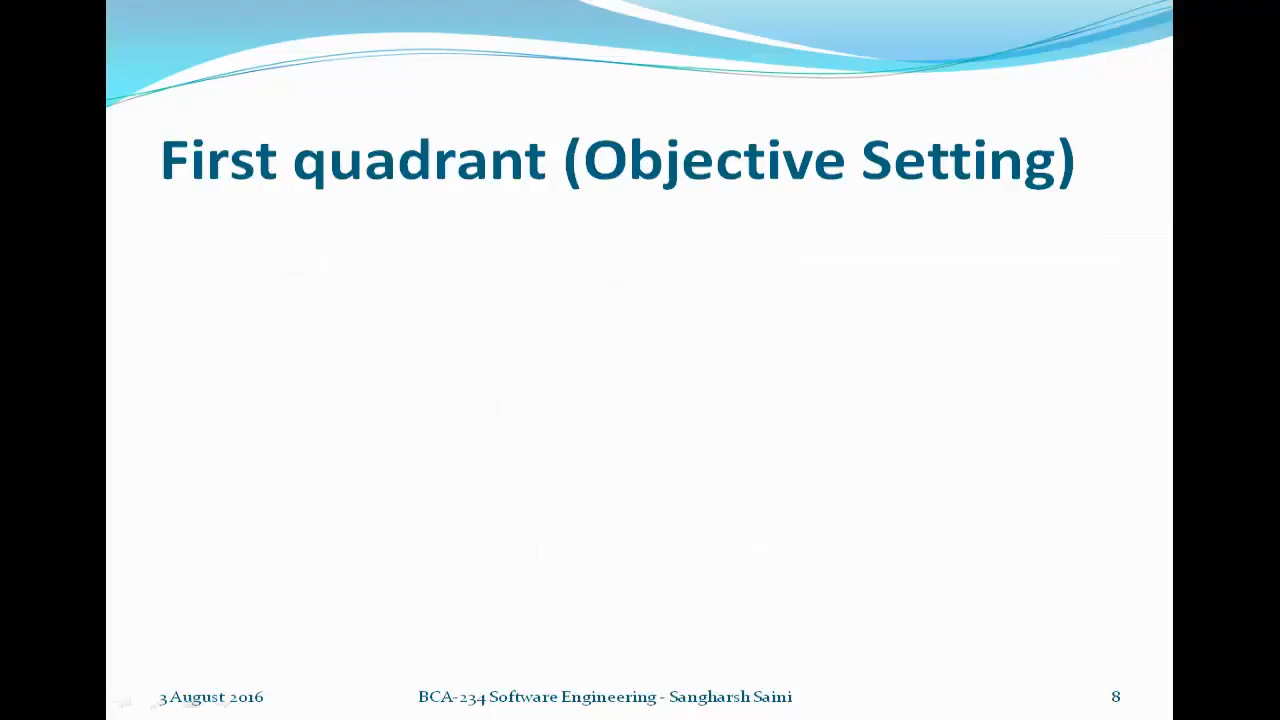 First quadrant (Objective Setting)
3 August 2016 BCA-234 Software Engineering - Sangharsh Saini 8